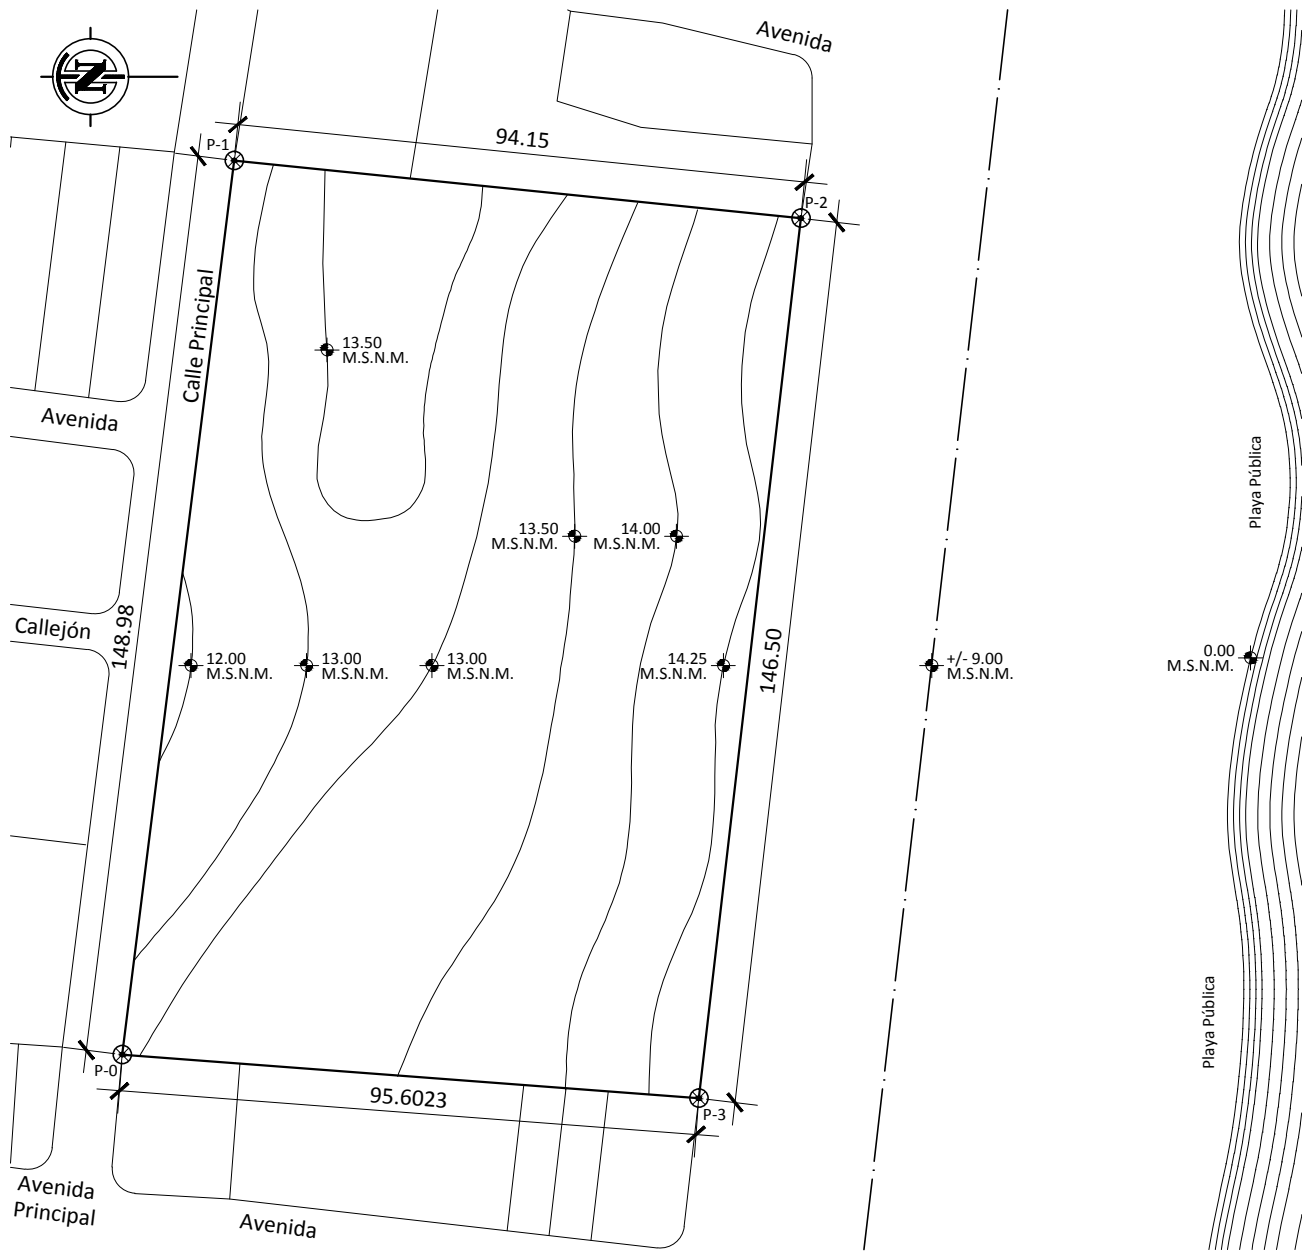 Avenida
N
P-1
94.15
P-2
Calle Principal
13.50
M.S.N.M.
Avenida
Playa Pública
13.50
M.S.N.M.
14.00
M.S.N.M.
148.98
Callejón
12.00
M.S.N.M.
13.00
M.S.N.M.
13.00
M.S.N.M.
14.25
M.S.N.M.
146.50
+/- 9.00
M.S.N.M.
0.00
M.S.N.M.
Playa Pública
P-0
95.6023
P-3
Avenida
Principal
Avenida